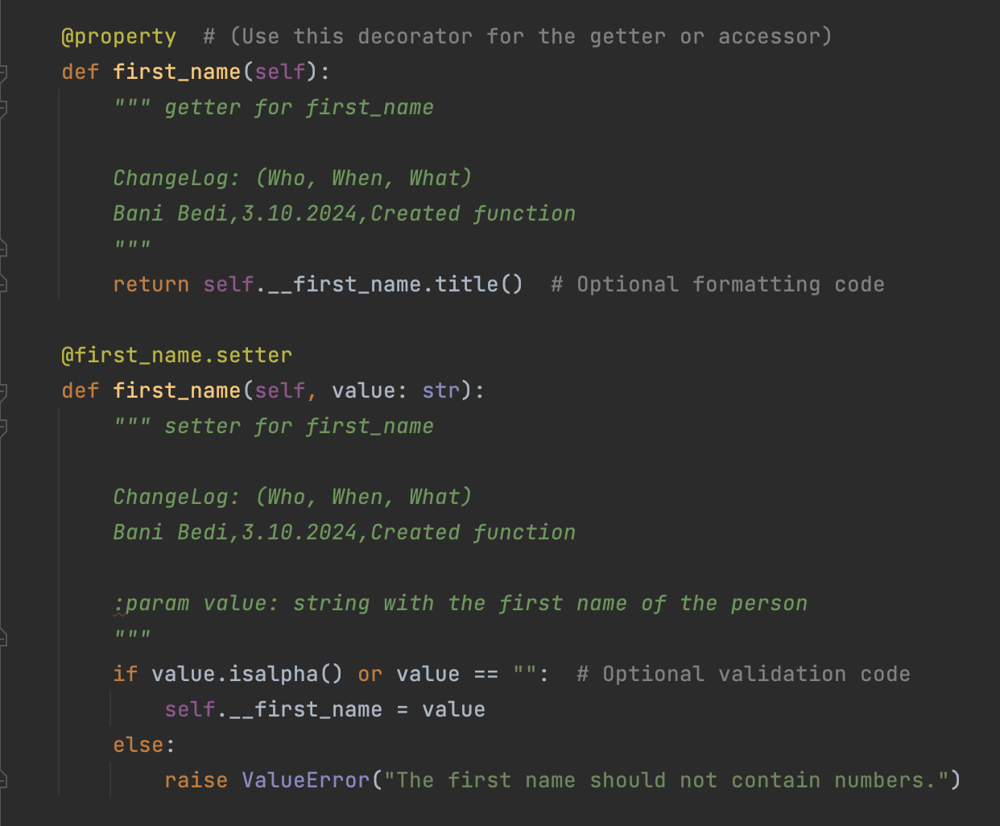 @property  # (Use this decorator for the getter or accessor)
def first_name(self):
    """ getter for first_name
    ChangeLog: (Who, When, What)
    Bani Bedi,3.10.2024,Created function
    """
    return self.__first_name.title()  # Optional formatting code
@first_name.setter
def first_name(self, value: str):
    """ setter for first_name
    ChangeLog: (Who, When, What)
    Bani Bedi,3.10.2024,Created function
    :param value: string with the first name of the person
    """
    if value.isalpha() or value == "":  # Optional validation code
        self.__first_name = value
    else:
        raise ValueError("The first name should not contain numbers.")